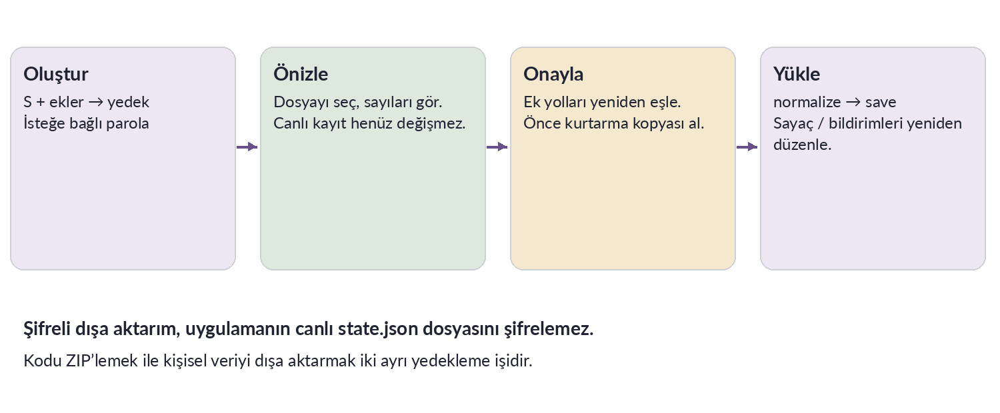 Oluştur
S + ekler → yedek
İsteğe bağlı parola
Önizle
Dosyayı seç, sayıları gör.
Canlı kayıt henüz değişmez.
Onayla
Ek yolları yeniden eşle.
Önce kurtarma kopyası al.
Yükle
normalize → save
Sayaç / bildirimleri yeniden
düzenle.
Şifreli dışa aktarım, uygulamanın canlı state.json dosyasını şifrelemez.
Kodu ZIP’lemek ile kişisel veriyi dışa aktarmak iki ayrı yedekleme işidir.